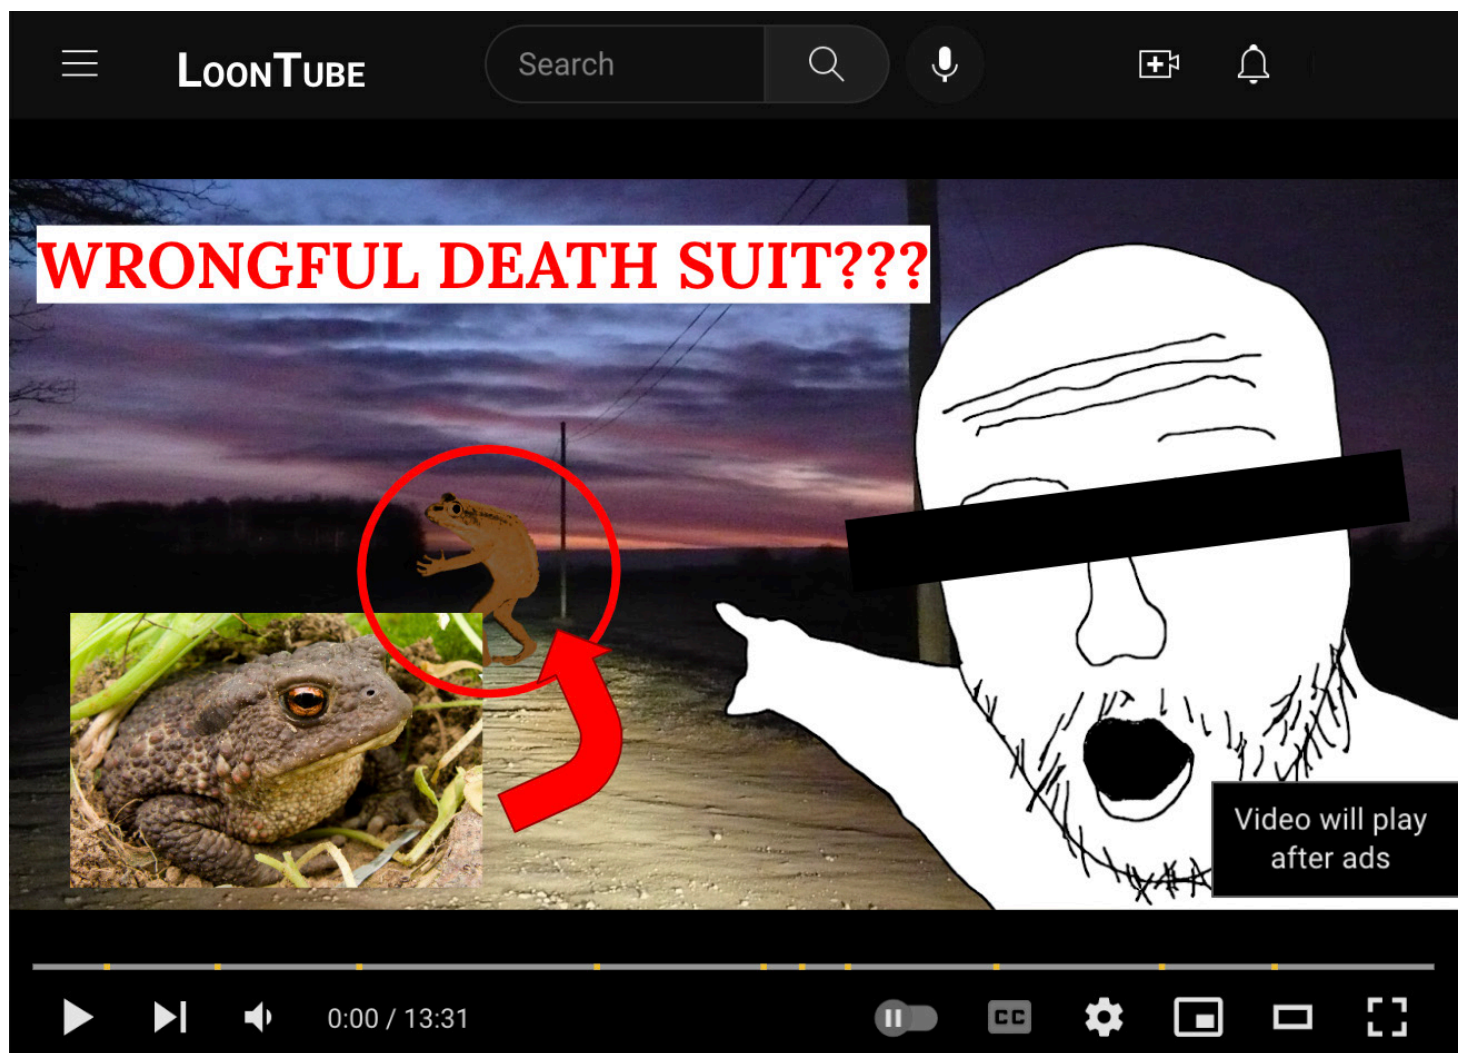 LOONTUBE
Search
WRONGFUL DEATH SUIT???
Video will play
after ads
0:00 / 13:31
CC